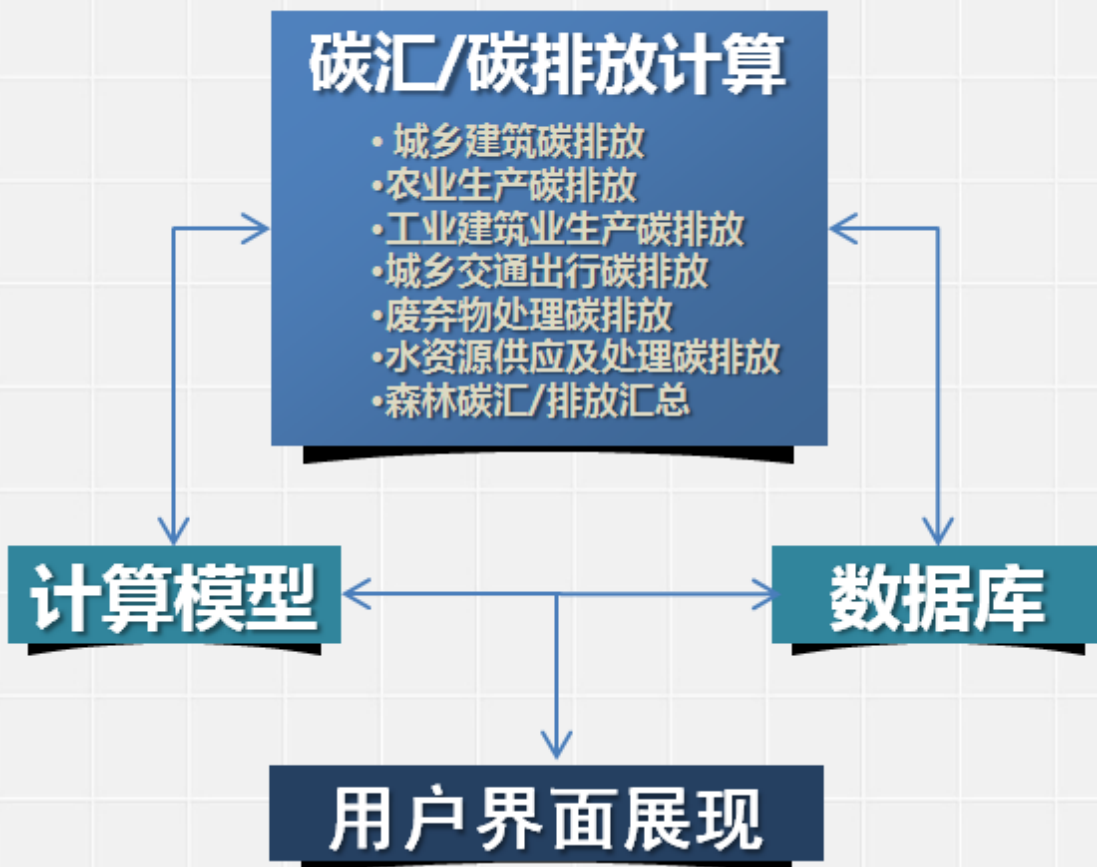 碳汇/碳排放计算
• 城乡建筑碳排放
•农业生产碳排放
•工业建筑业生产碳排放
•城乡交通出行碳排放
•废弃物处理碳排放
•水资源供应及处理碳排放
•森林碳汇/排放汇总
计算模型
数据库
用户界面展现